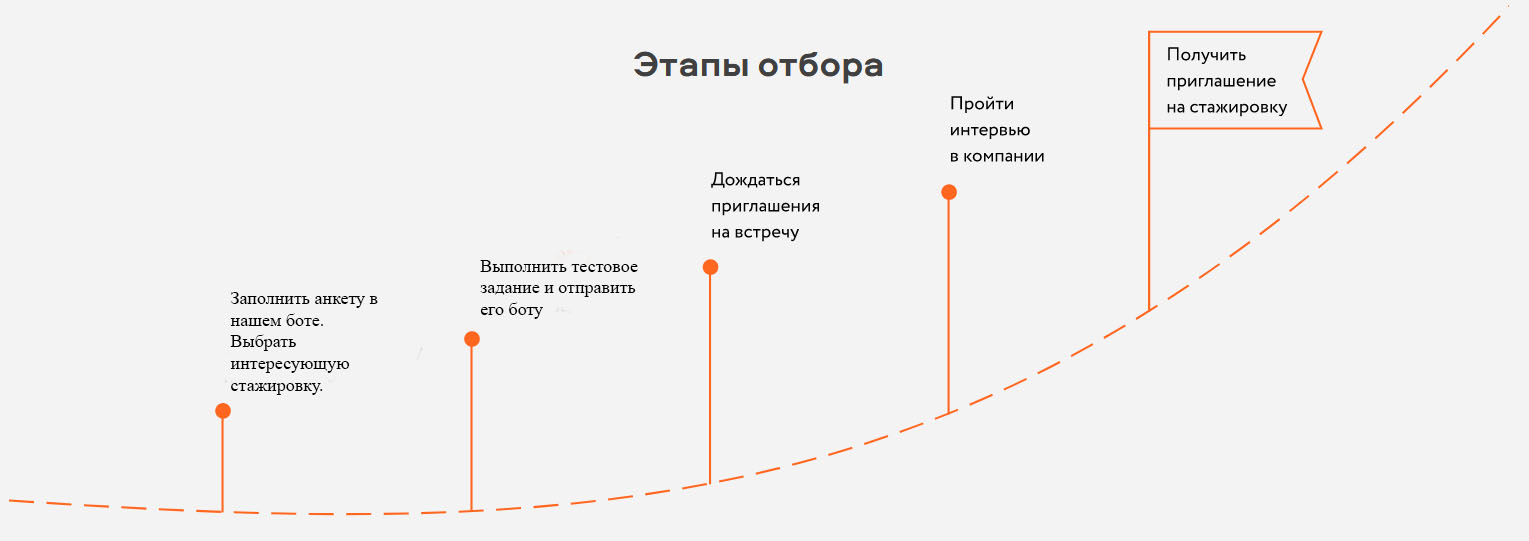 Этапы отбора
Заполнить анкету в
нашем боте.
Выбрать
интересующую
стажировку.
Выполнить тестовое
задание и отправить
его боту
Дождаться
приглашения
на встречу
Пройти
интервью
в компании
Получить
приглашение
на стажировку